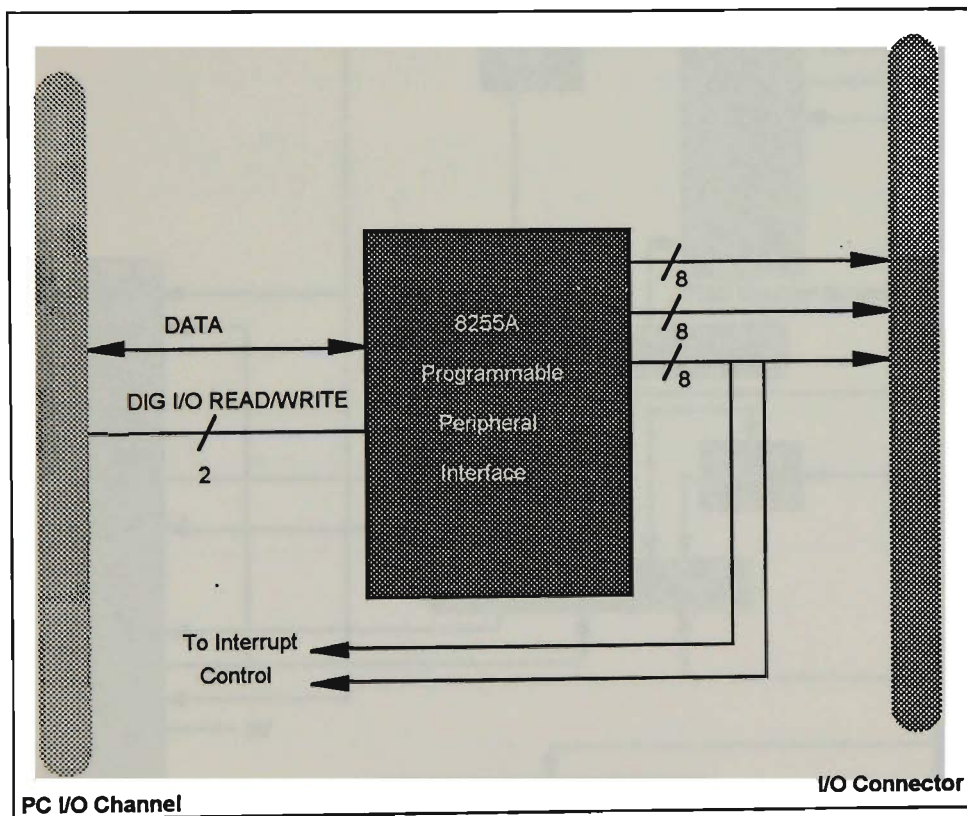 8
8
8
DATA
DIG I/O READ/WRITE
2
8255A
Programmable
Peripheral
Interface
To Interrupt
Control
PC I/O Channel
I/O Connector